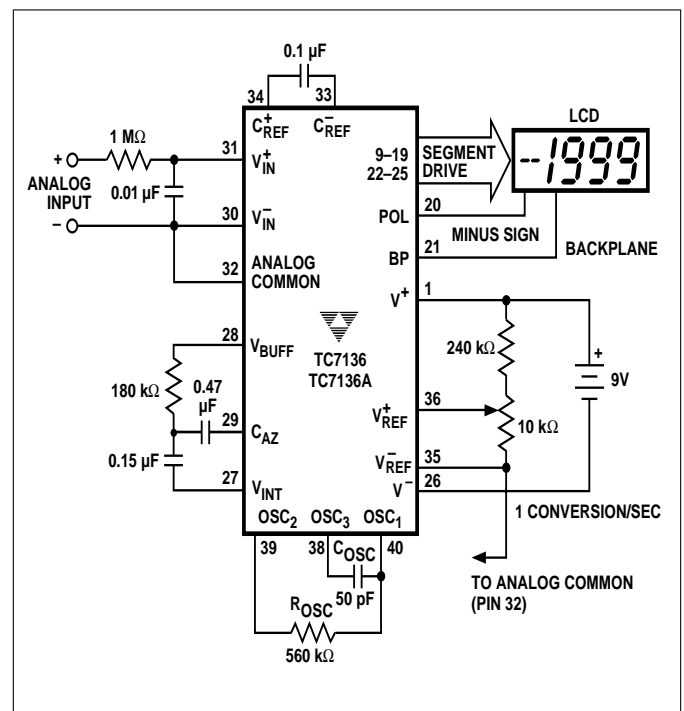 0.1 µF
34
33
C+REF
C–REF
LCD
1 MΩ
31
V+IN
9–19
22–25
SEGMENT
DRIVE
-1999
+
ANALOG
INPUT
–
0.01 µF
30
V–IN
20
POL
MINUS SIGN
32
ANALOG
COMMON
21
BP
BACKPLANE
V+
1
28
VBUFF
TC7136
TC7136A
240 kΩ
+
9V
180 kΩ
0.47
µF
29
CAZ
36
V+REF
10 kΩ
0.15 µF
27
VINT
35
V–REF
26
V–
1 CONVERSION/SEC
OSC2
OSC3
OSC1
39
38
COSC
40
50 pF
TO ANALOG COMMON
(PIN 32)
ROSC
560 kΩ